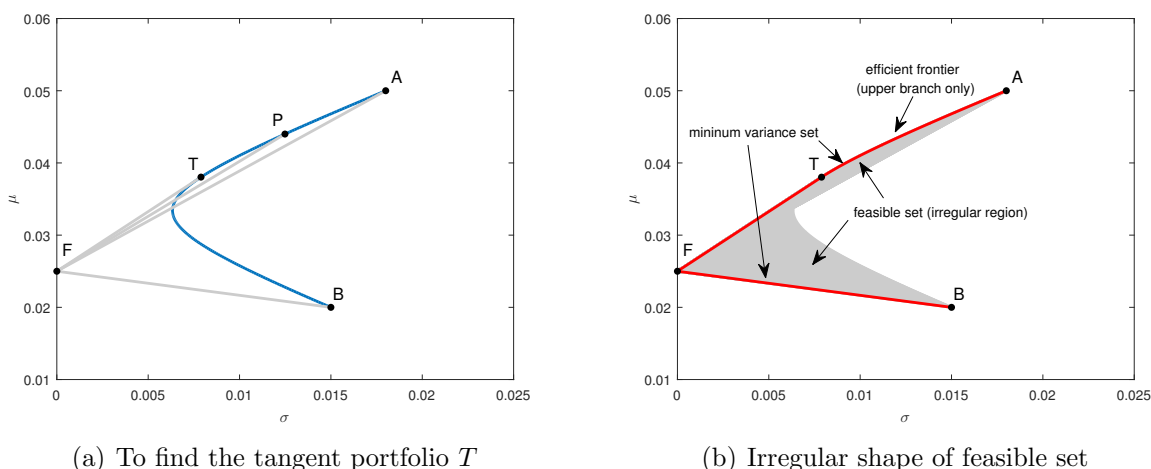 0.06
0.05
0.04
0.03
0.02
0.01
μ
0
0.005
0.01
0.015
0.02
0.025
σ
A
P
T
F
B
(a) To find the tangent portfolio T
0.06
0.05
0.04
0.03
0.02
0.01
μ
0
0.005
0.01
0.015
0.02
0.025
σ
efficient frontier
(upper branch only)
A
mininum variance set
T
feasible set (irregular region)
F
B
(b) Irregular shape of feasible set